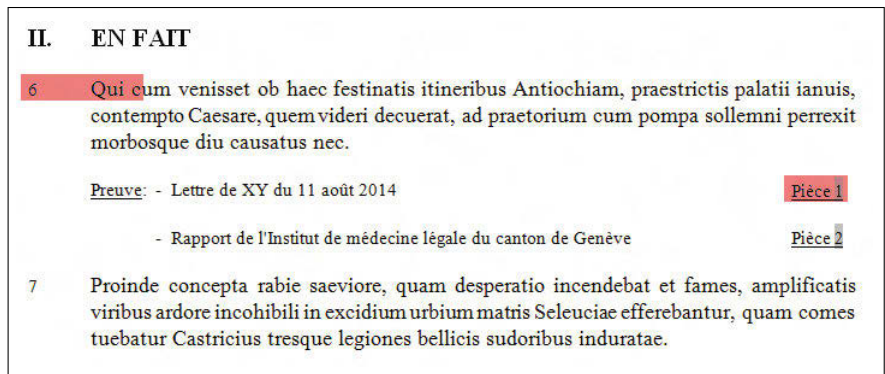 II. EN FAIT
6 Qui cum venisset ob haec festinatis itineribus Antiochiam, praestrictis palatii ianuis,
contempto Caesare, quem videri decuerat, ad praetorium cum pompa sollemni perrexit
morbosque diu causatus nec.
Preuve: - Lettre de XY du 11 août 2014 Pièce 1
- Rapport de l'Institut de médecine légale du canton de Genève Pièce 2
7 Proinde concepta rabie saeviore, quam desperatio incendebat et fames, amplificatis
viribus ardore incohibili in excidium urbium matris Seleuciae efferebantur, quam comes
tuebatur Castricius tresque legiones bellicis sudoribus induratae.